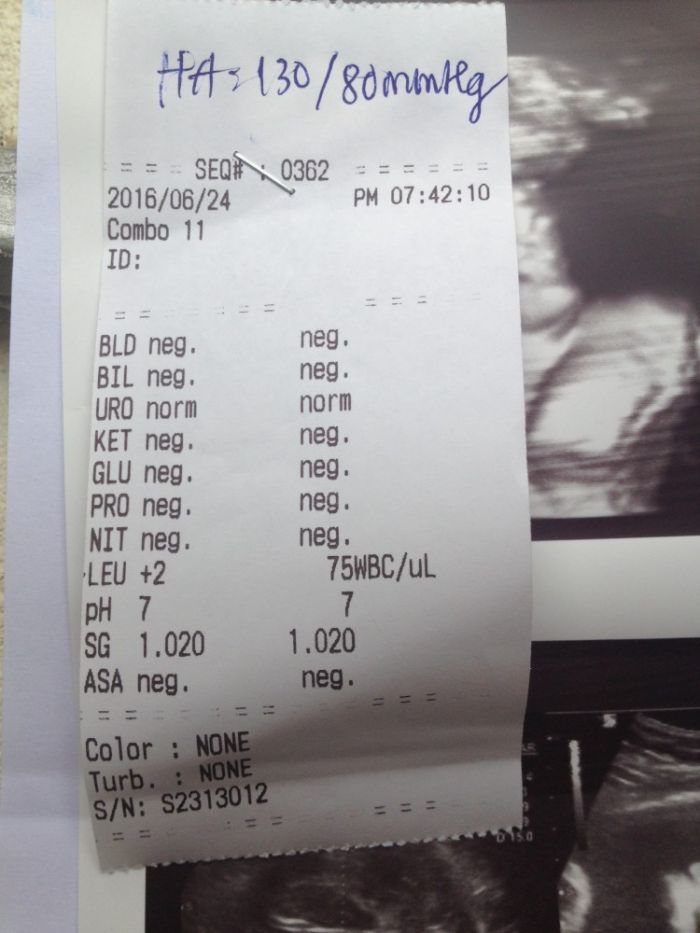 HA = 130/80mmHg
= = = SEQ# : 0362 = = = = = =
2016/06/24 PM 07:42:10
Combo 11
ID:
BLD neg. neg.
BIL neg. neg.
URO norm norm
KET neg. neg.
GLU neg. neg.
PRO neg. neg.
NIT neg. neg.
LEU +2 75WBC/uL
pH 7 7
SG 1.020 1.020
ASA neg. neg.
Color : NONE
Turb. : NONE
S/N: S2313012
D 15.0